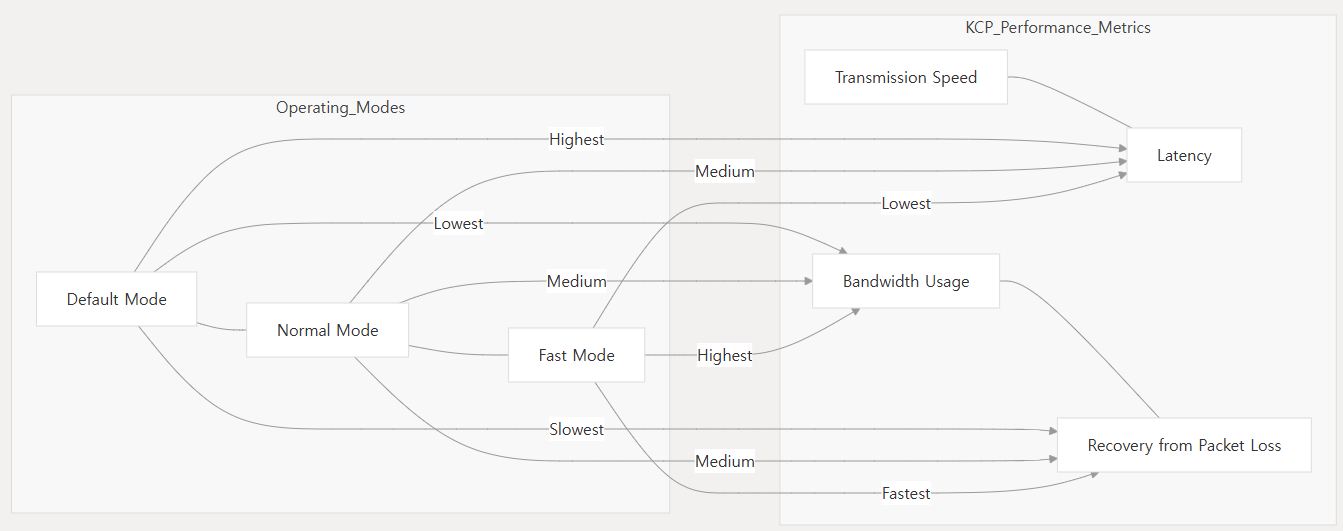 KCP_Performance_Metrics
Transmission Speed
Operating_Modes
Highest
Latency
Medium
Lowest
Lowest
Default Mode
Medium
Bandwidth Usage
Normal Mode
Fast Mode
Highest
Slowest
Recovery from Packet Loss
Medium
Fastest